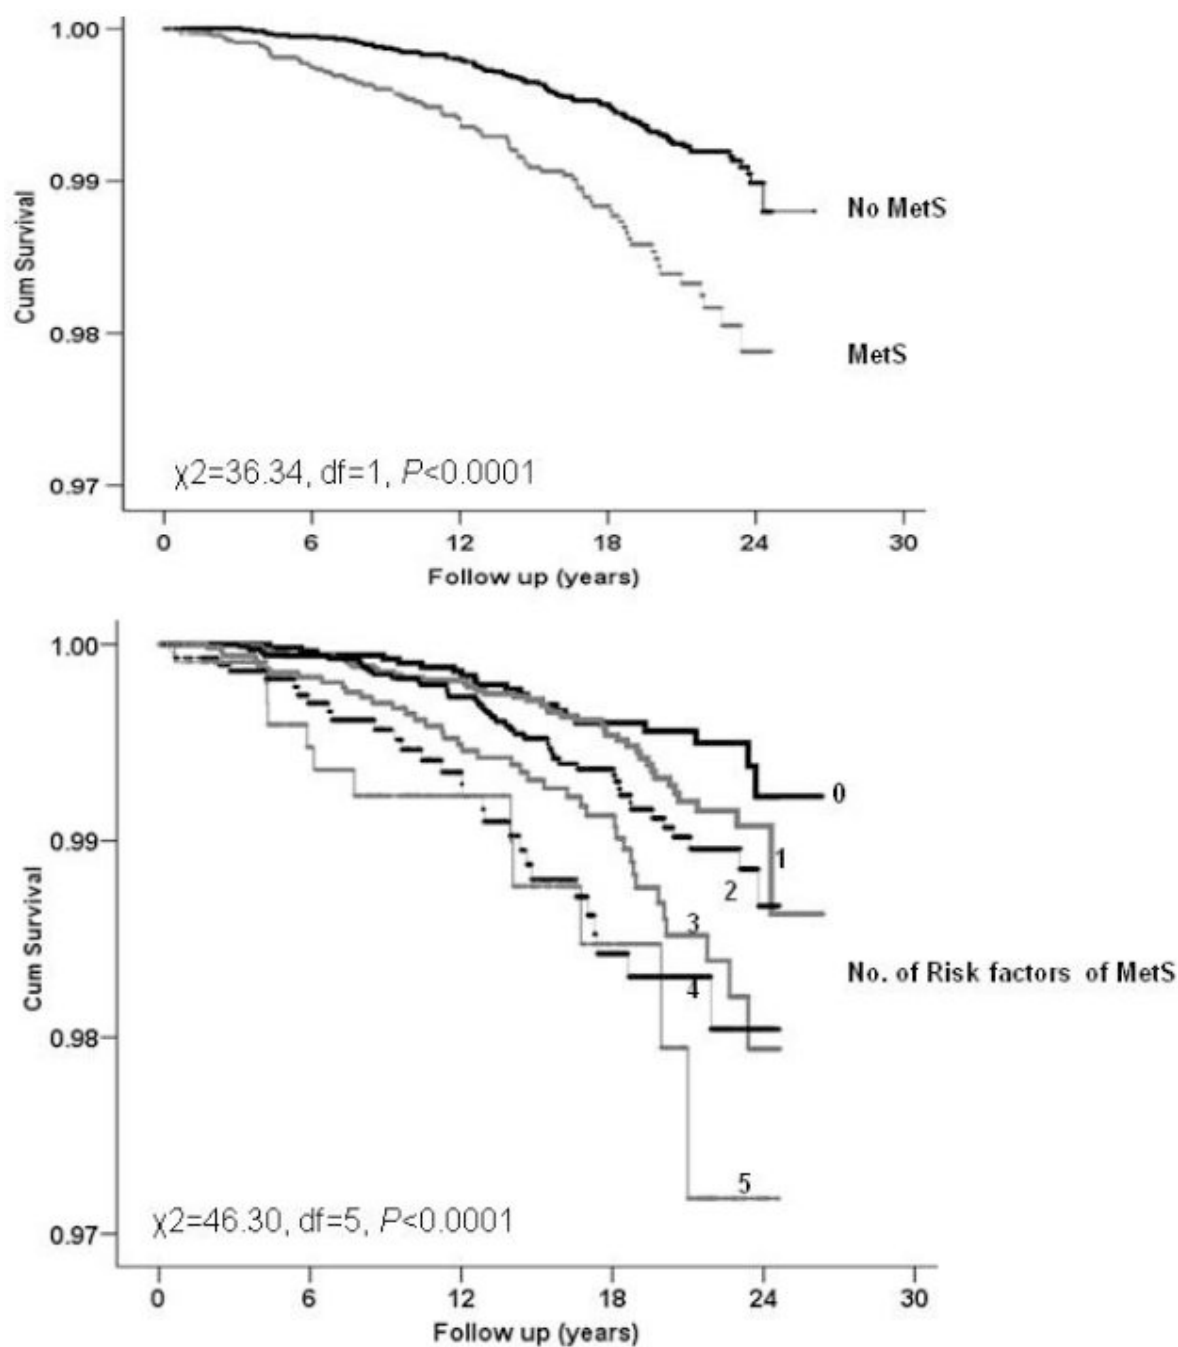 1.00
0.99
0.98
0.97
Cum Survival
No MetS
MetS
χ2=36.34, df=1, P<0.0001
0 6 12 18 24 30
Follow up (years)
1.00
0.99
0.98
0.97
Cum Survival
0
1
2
3
4
5
No. of Risk factors of MetS
χ2=46.30, df=5, P<0.0001
0 6 12 18 24 30
Follow up (years)